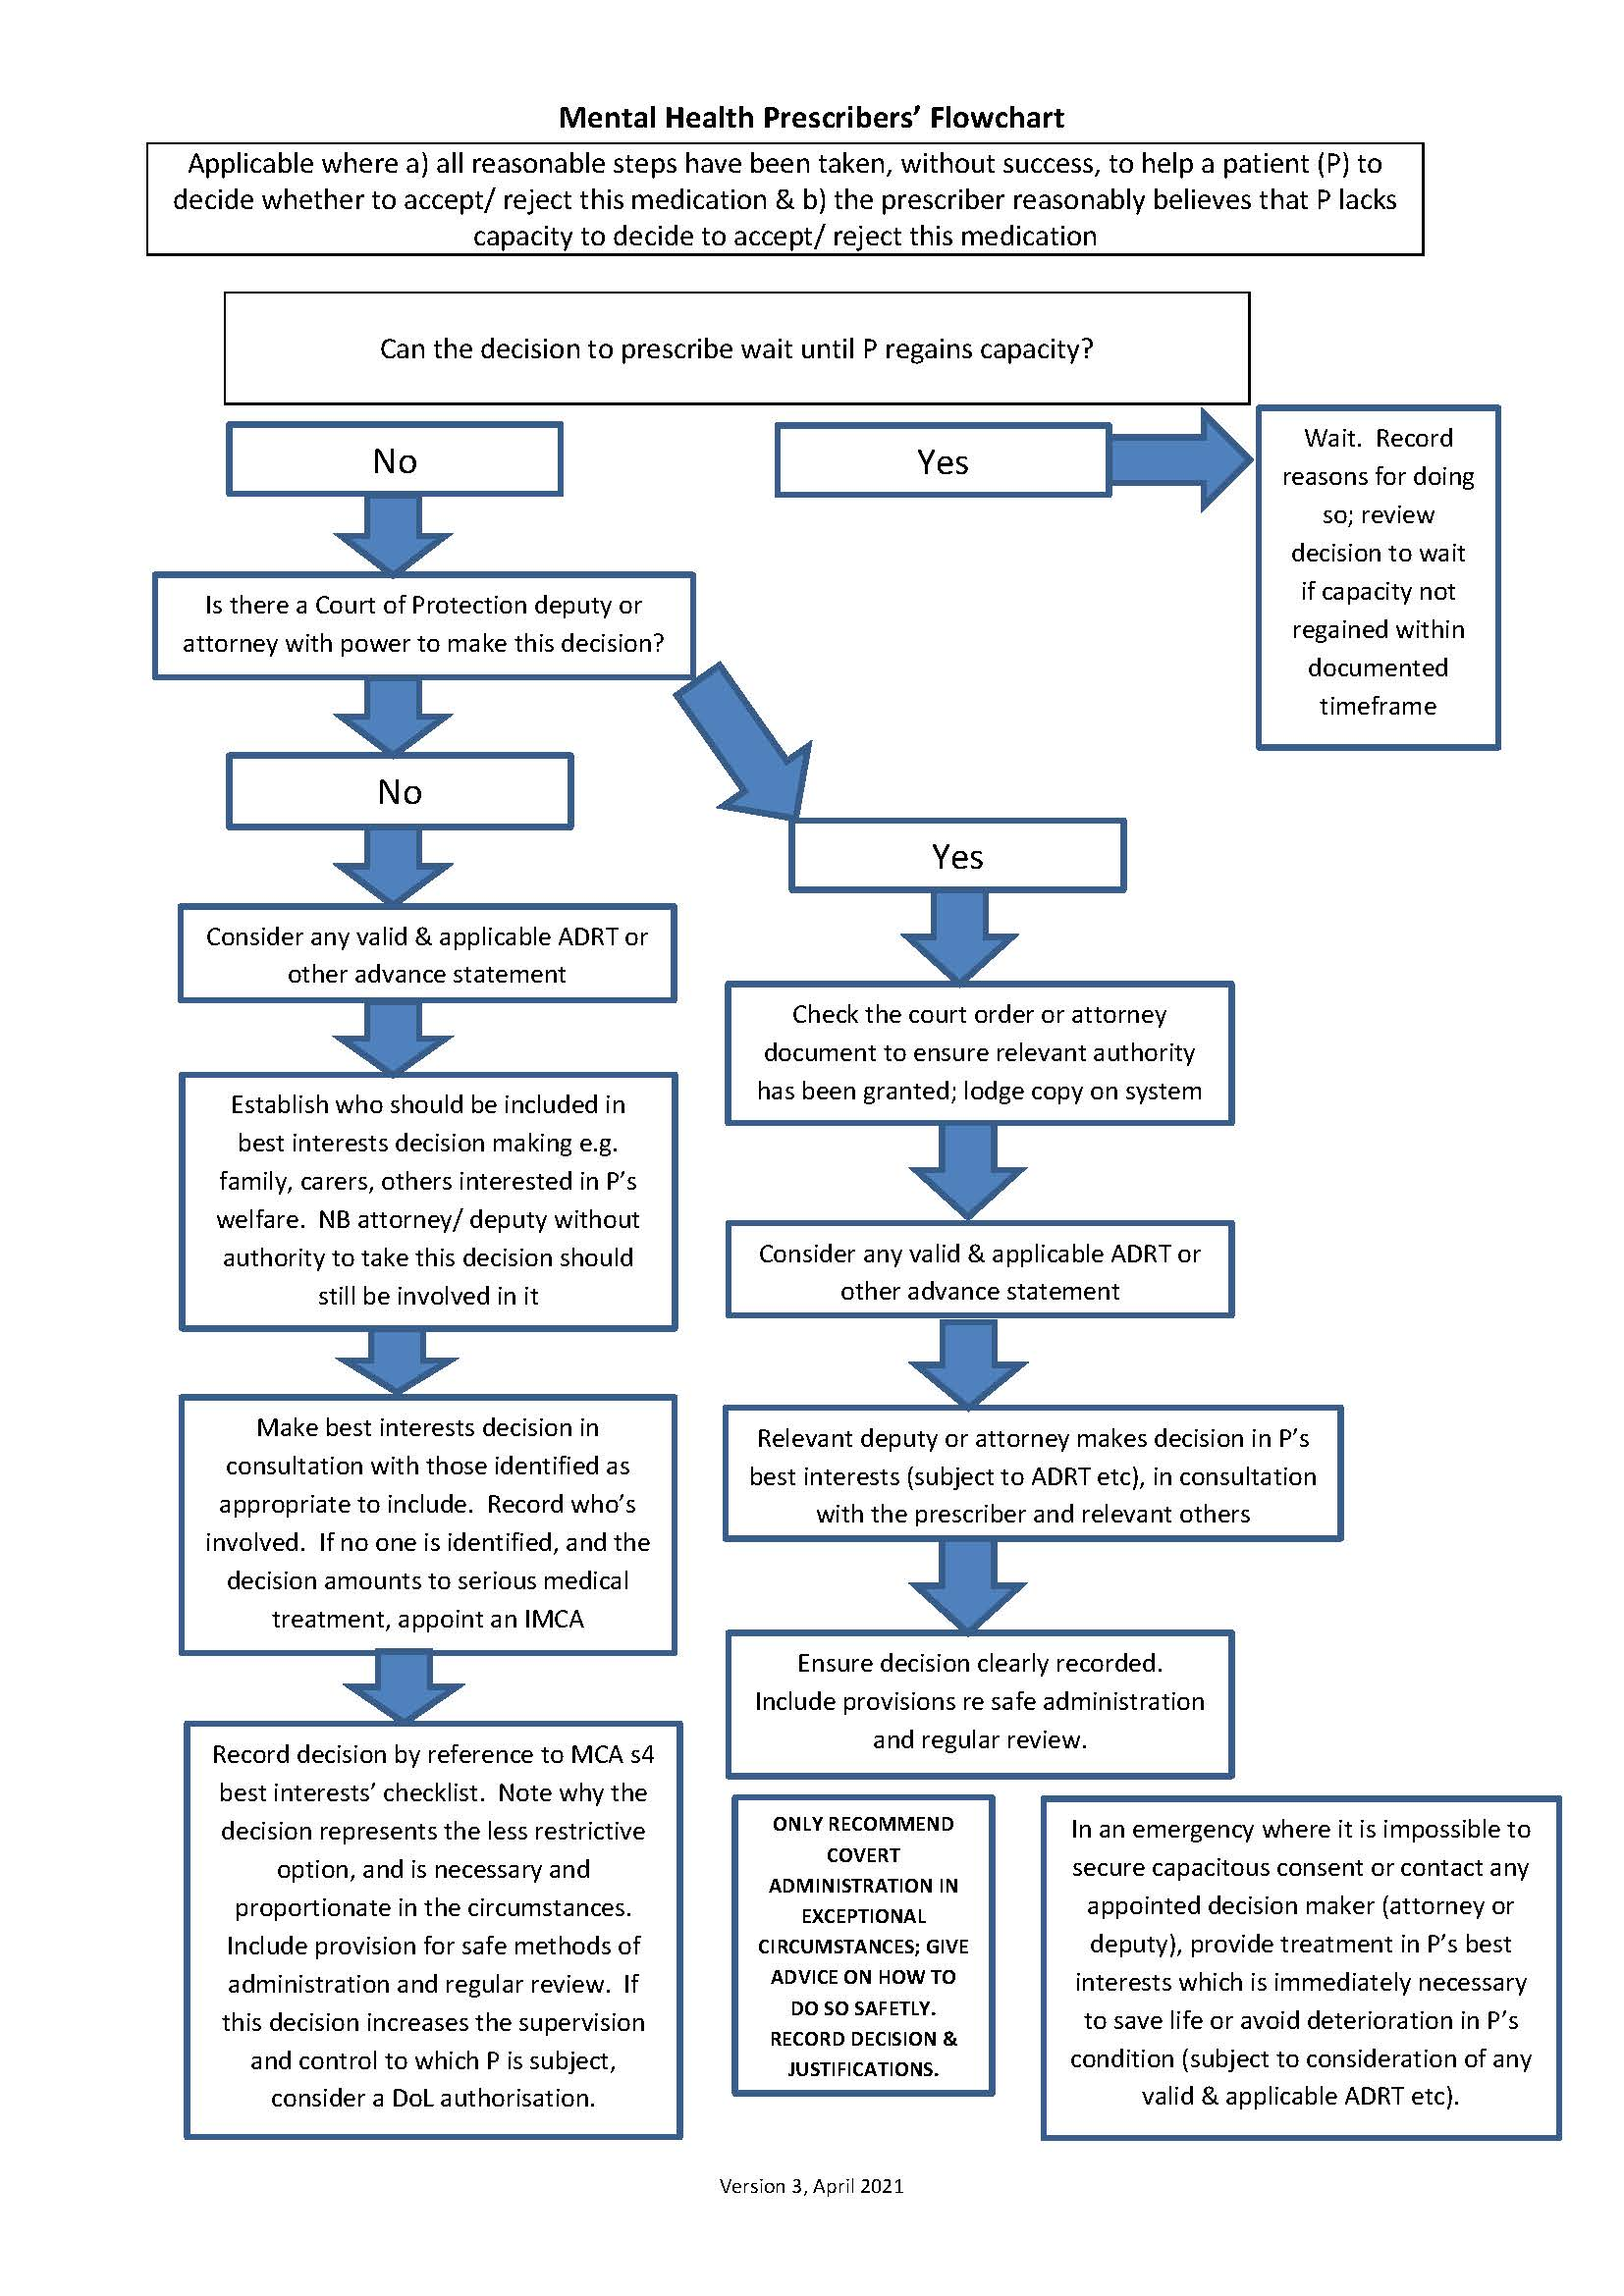 Mental Health Prescribers’ Flowchart
Applicable where a) all reasonable steps have been taken, without success, to help a patient (P) to
decide whether to accept/ reject this medication & b) the prescriber reasonably believes that P lacks
capacity to decide to accept/ reject this medication
Can the decision to prescribe wait until P regains capacity?
No
Yes
Wait.  Record
reasons for doing
so; review
decision to wait
if capacity not
regained within
documented
timeframe
Is there a Court of Protection deputy or
attorney with power to make this decision?
No
Consider any valid & applicable ADRT or
other advance statement
Establish who should be included in
best interests decision making e.g.
family, carers, others interested in P’s
welfare.  NB attorney/ deputy without
authority to take this decision should
still be involved in it
Make best interests decision in
consultation with those identified as
appropriate to include.  Record who’s
involved.  If no one is identified, and the
decision amounts to serious medical
treatment, appoint an IMCA
Record decision by reference to MCA s4
best interests’ checklist.  Note why the
decision represents the less restrictive
option, and is necessary and
proportionate in the circumstances.
Include provision for safe methods of
administration and regular review.  If
this decision increases the supervision
and control to which P is subject,
consider a DoL authorisation.
Yes
Check the court order or attorney
document to ensure relevant authority
has been granted; lodge copy on system
Consider any valid & applicable ADRT or
other advance statement
Relevant deputy or attorney makes decision in P’s
best interests (subject to ADRT etc), in consultation
with the prescriber and relevant others
Ensure decision clearly recorded.
Include provisions re safe administration
and regular review.
ONLY RECOMMEND
COVERT
ADMINISTRATION IN
EXCEPTIONAL
CIRCUMSTANCES; GIVE
ADVICE ON HOW TO
DO SO SAFETLY.
RECORD DECISION &
JUSTIFICATIONS.
In an emergency where it is impossible to
secure capacitous consent or contact any
appointed decision maker (attorney or
deputy), provide treatment in P’s best
interests which is immediately necessary
to save life or avoid deterioration in P’s
condition (subject to consideration of any
valid & applicable ADRT etc).
Version 3, April 2021